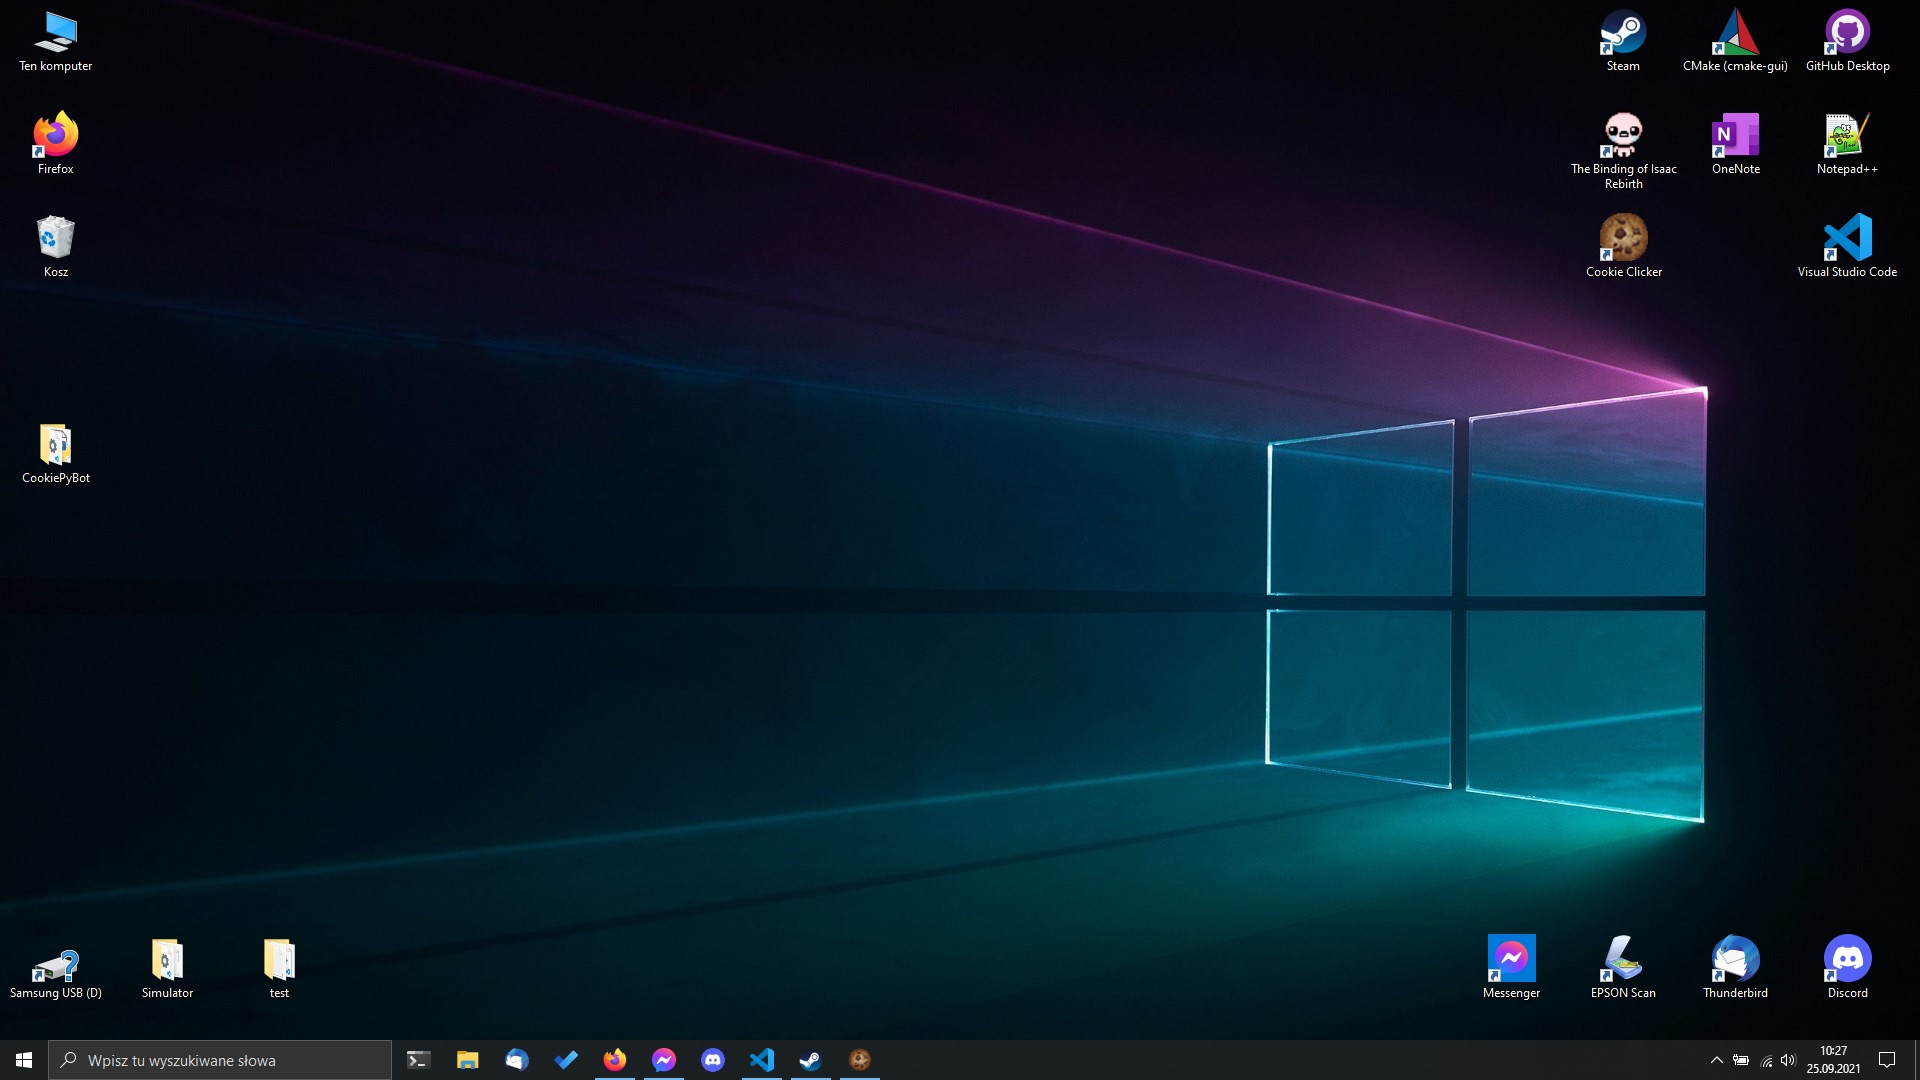 Ten komputer
Steam
CMake (cmake-gui)
GitHub Desktop
Firefox
The Binding of Isaac
Rebirth
N
OneNote
Notepad++
Kosz
Cookie Clicker
Visual Studio Code
CookiePyBot
Samsung USB (D)
Simulator
test
Messenger
EPSON Scan
Thunderbird
Discord
Wpisz tu wyszukiwane słowa
10:27
25.09.2021